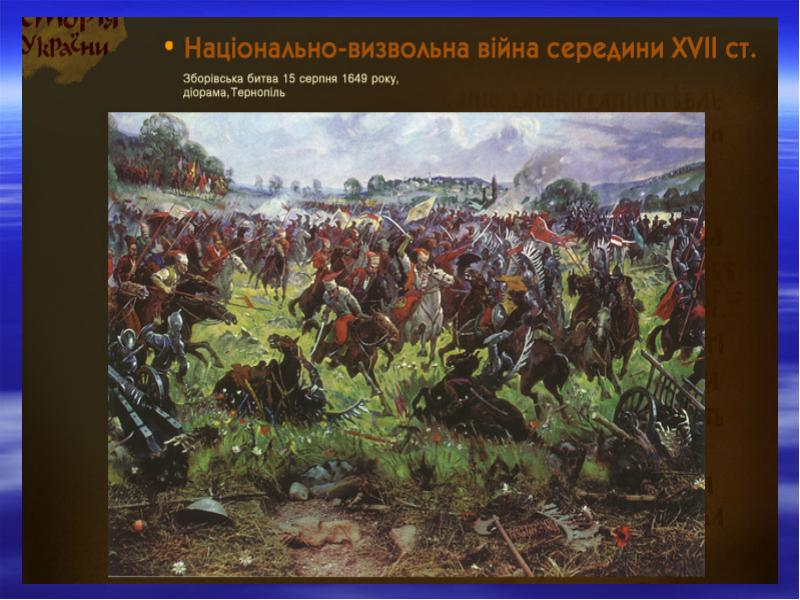 історія
України
• Національно-визвольна війна середини XVII ст.
Зборівська битва 15 серпня 1649 року,
діорама,Тернопіль